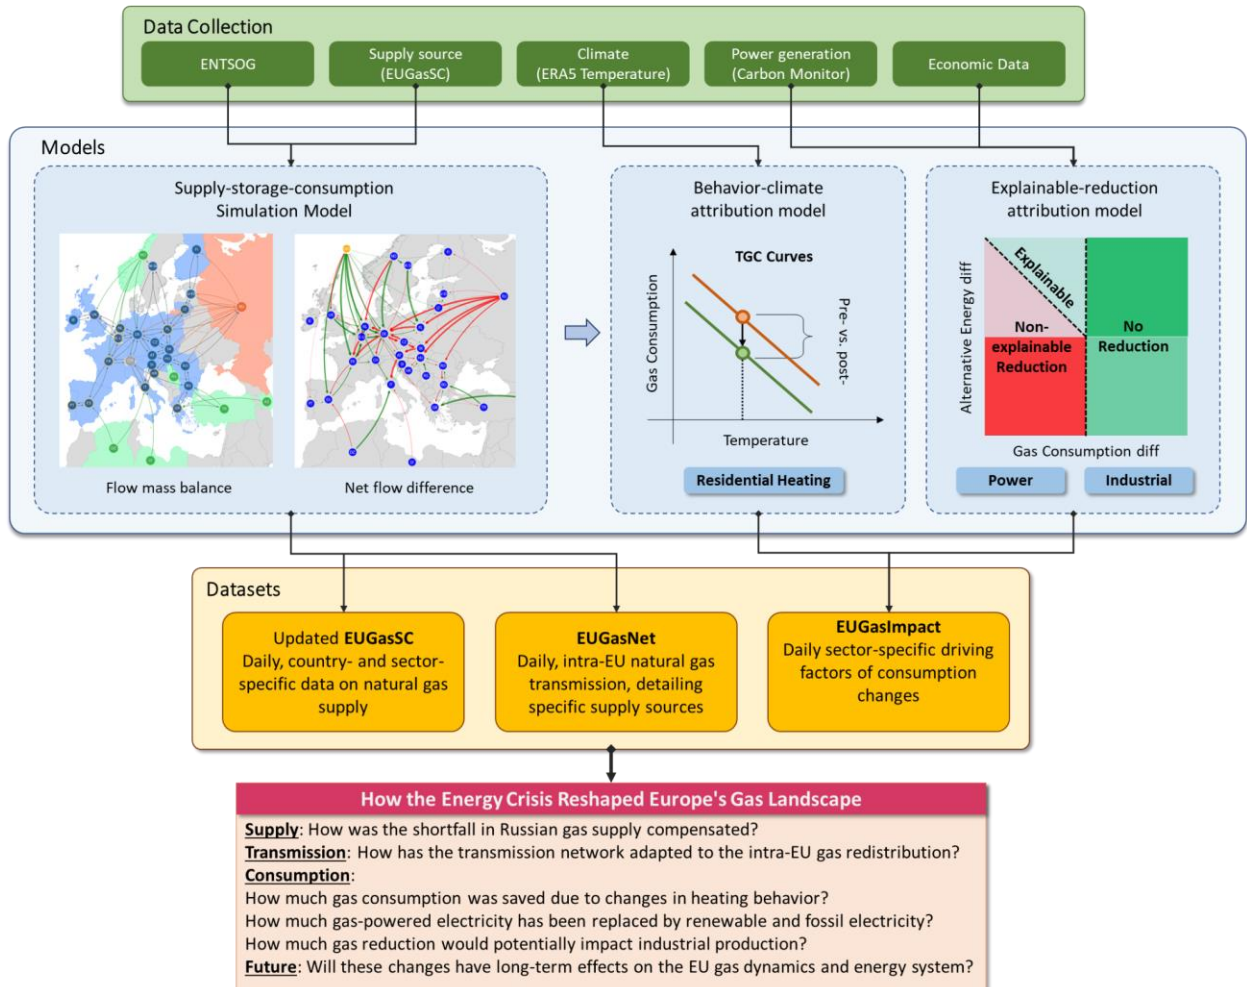 Data Collection
ENTSOG
Supply source
(EUGasSC)
Climate
(ERA5 Temperature)
Power generation
(Carbon Monitor)
Economic Data
Models
Supply-storage-consumption
Simulation Model
Flow mass balance
Net flow difference
Behavior-climate
attribution model
TGC Curves
Gas Consumption
Pre- vs. post-
Temperature
Residential Heating
Explainable-reduction
attribution model
Alternative Energy diff
Explainable
Non-
explainable
Reduction
No
Reduction
Gas Consumption diff
Power
Industrial
Datasets
Updated EUGasSC
Daily, country- and sector-
specific data on natural gas
supply
EUGasNet
Daily, intra-EU natural gas
transmission, detailing
specific supply sources
EUGasImpact
Daily sector-specific driving
factors of consumption
changes
How the Energy Crisis Reshaped Europe's Gas Landscape
Supply: How was the shortfall in Russian gas supply compensated?
Transmission: How has the transmission network adapted to the intra-EU gas redistribution?
Consumption:
How much gas consumption was saved due to changes in heating behavior?
How much gas-powered electricity has been replaced by renewable and fossil electricity?
How much gas reduction would potentially impact industrial production?
Future: Will these changes have long-term effects on the EU gas dynamics and energy system?